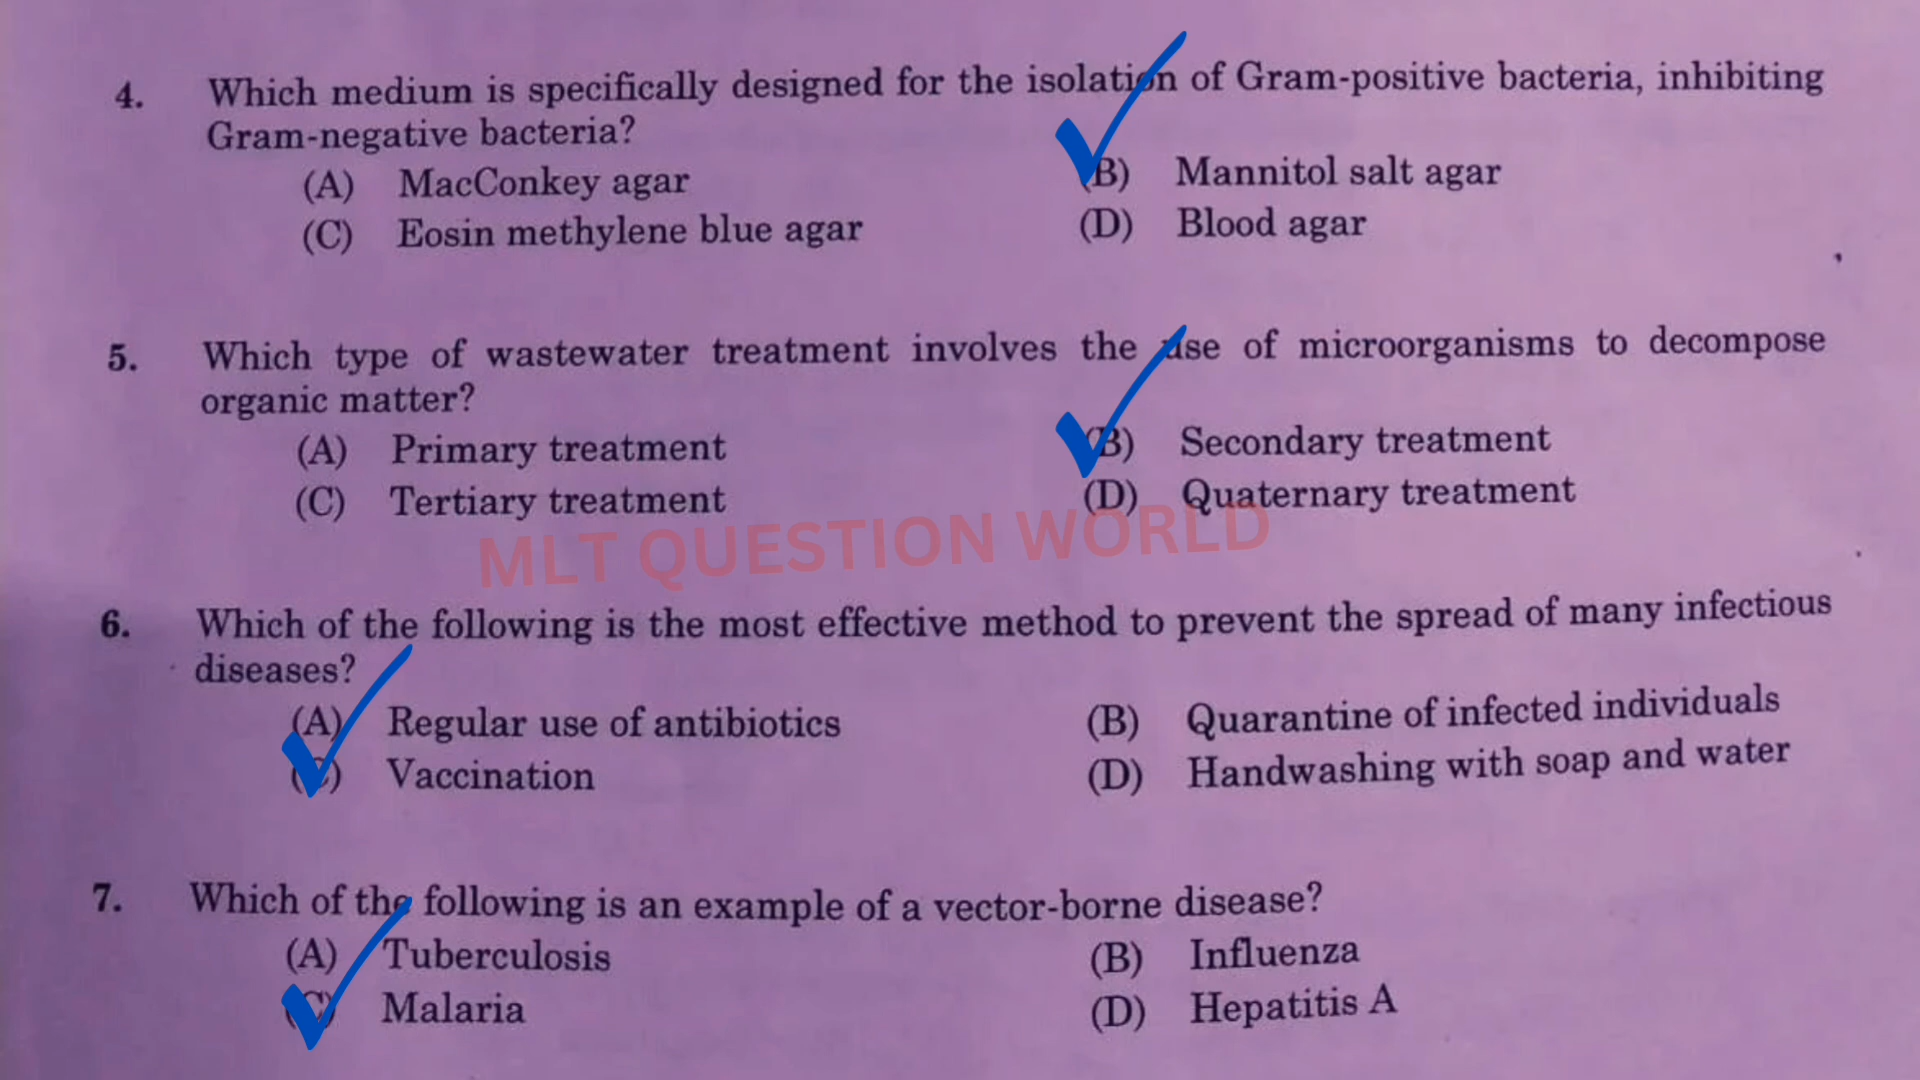 4. Which medium is specifically designed for the isolation of Gram-positive bacteria, inhibiting
Gram-negative bacteria?
(A) MacConkey agar (B) Mannitol salt agar
(C) Eosin methylene blue agar (D) Blood agar
5. Which type of wastewater treatment involves the use of microorganisms to decompose
organic matter?
(A) Primary treatment (B) Secondary treatment
(C) Tertiary treatment (D) Quaternary treatment
MLT QUESTION WORLD
6. Which of the following is the most effective method to prevent the spread of many infectious
diseases?
(A) Regular use of antibiotics (B) Quarantine of infected individuals
(C) Vaccination (D) Handwashing with soap and water
7. Which of the following is an example of a vector-borne disease?
(A) Tuberculosis (B) Influenza
(C) Malaria (D) Hepatitis A